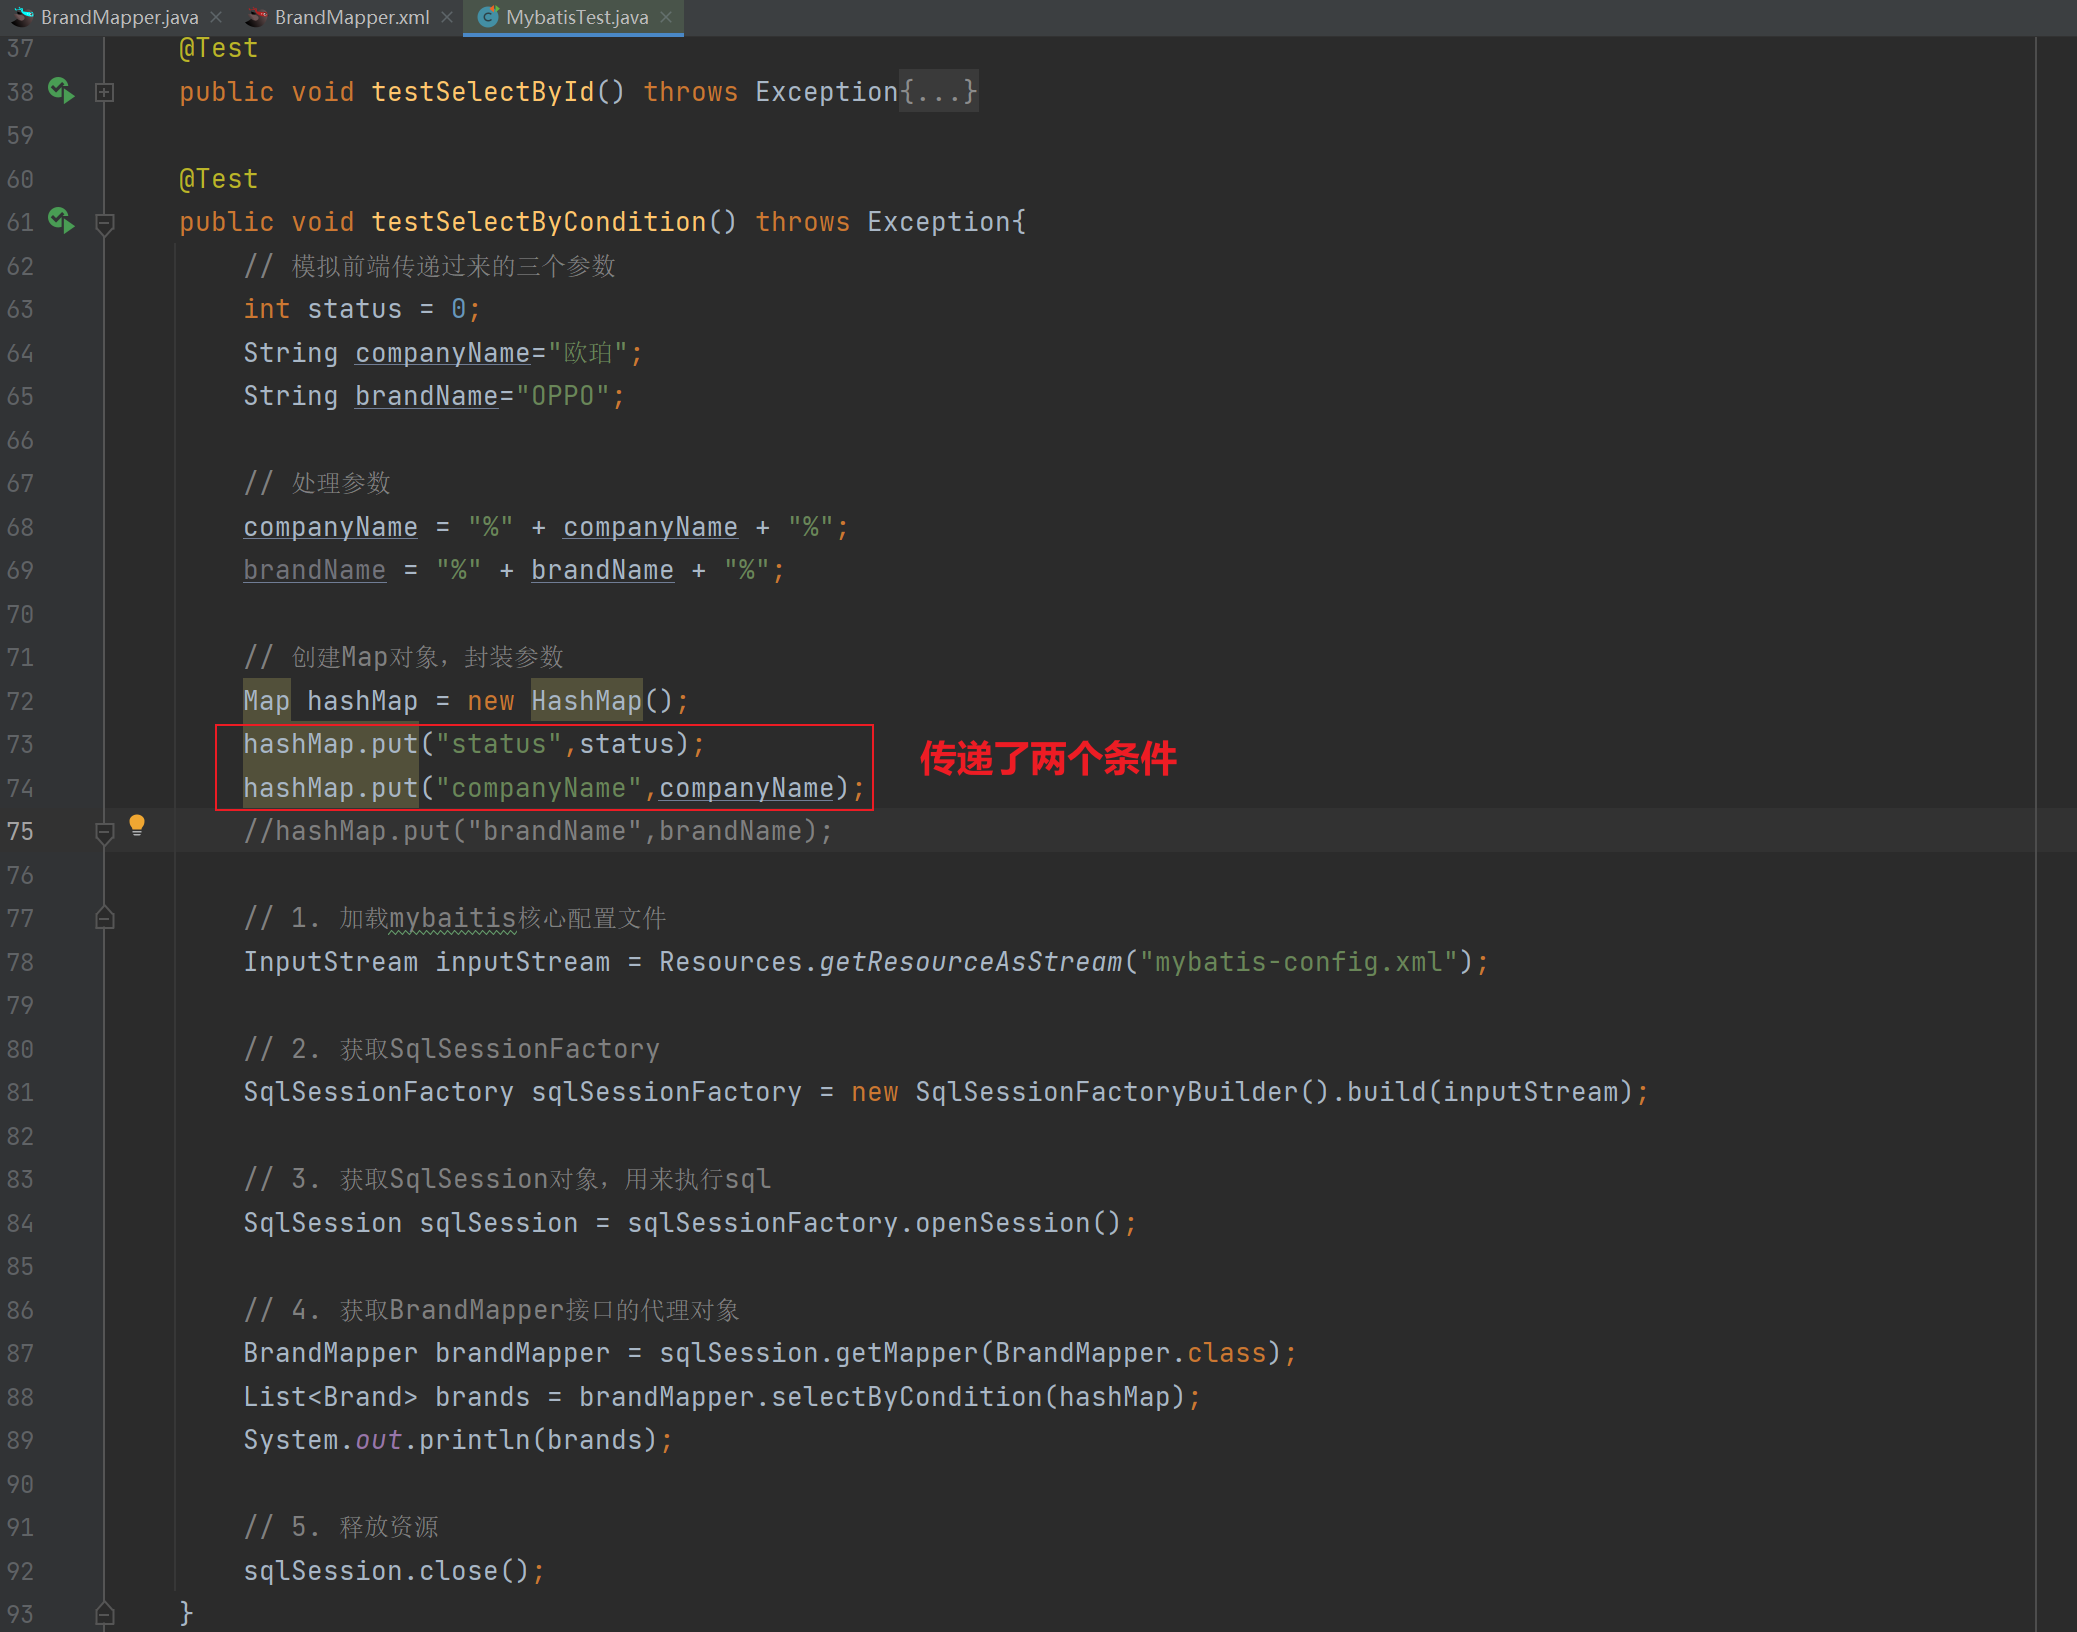 BrandMapper.java BrandMapper.xml MybatisTest.java
37 @Test
38 public void testSelectById() throws Exception{...}
59
60 @Test
61 public void testSelectByCondition() throws Exception{
62 // 模拟前端传递过来的三个参数
63 int status = 0;
64 String companyName="欧珀";
65 String brandName="OPPO";
66
67 // 处理参数
68 companyName = "%" + companyName + "%";
69 brandName = "%" + brandName + "%";
70
71 // 创建Map对象，封装参数
72 Map hashMap = new HashMap();
73 hashMap.put("status",status);
74 hashMap.put("companyName",companyName);
传递了两个条件
75 //hashMap.put("brandName",brandName);
76
77 // 1. 加载mybaitis核心配置文件
78 InputStream inputStream = Resources.getResourceAsStream("mybatis-config.xml");
79
80 // 2. 获取SqlSessionFactory
81 SqlSessionFactory sqlSessionFactory = new SqlSessionFactoryBuilder().build(inputStream);
82
83 // 3. 获取SqlSession对象，用来执行sql
84 SqlSession sqlSession = sqlSessionFactory.openSession();
85
86 // 4. 获取BrandMapper接口的代理对象
87 BrandMapper brandMapper = sqlSession.getMapper(BrandMapper.class);
88 List<Brand> brands = brandMapper.selectByCondition(hashMap);
89 System.out.println(brands);
90
91 // 5. 释放资源
92 sqlSession.close();
93 }